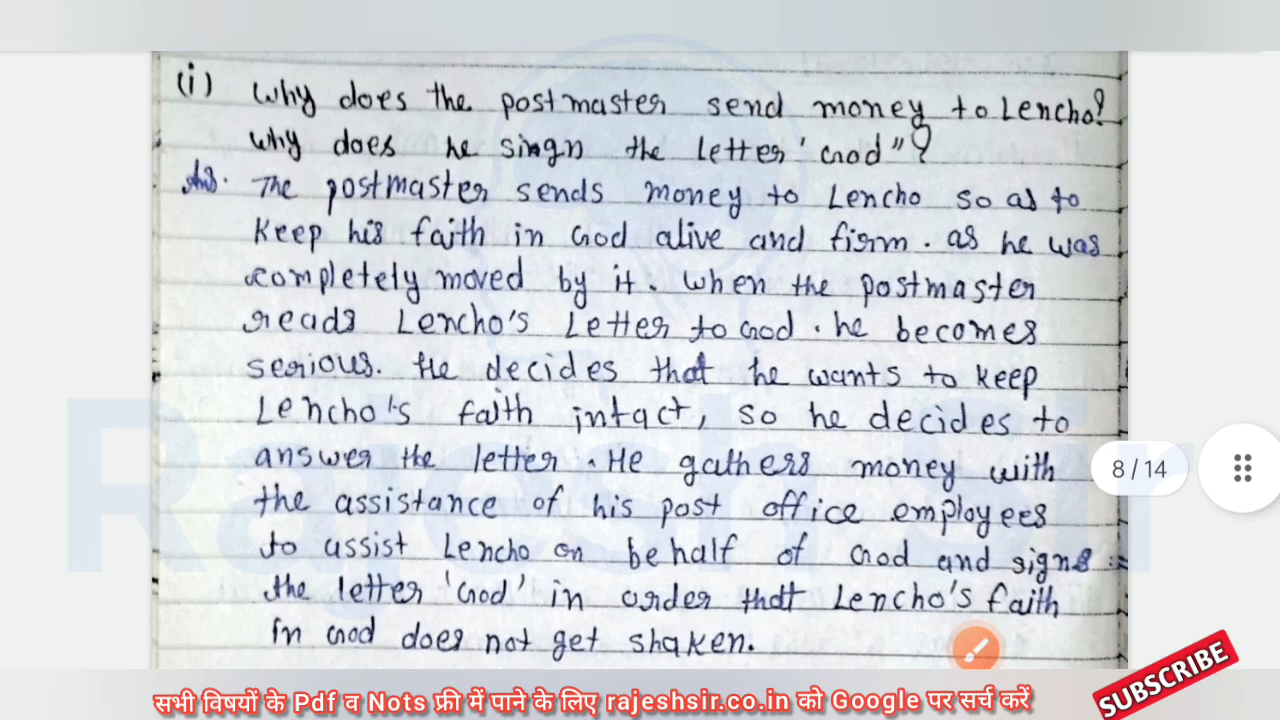 (i) Why does the postmaster send money to Lencho?
Why does he singn the letter 'God"?
Ans. The postmaster sends money to Lencho so as to
Keep his faith in God alive and firm. as he was
completely moved by it. When the postmaster
reads Lencho's Letter to God. he becomes
serious. He decides that he wants to keep
Lencho's faith intact, so he decides to
answer the letter. He gathers money with
the assistance of his post office employees
to assist Lencho on behalf of God and signs
the letter 'God' in order thatt Lencho's faith
in God does not get shaken.
8 / 14
Rajesh Sir
सभी विषयों के Pdf व Nots फ्री में पाने के लिए rajeshsir.co.in को Google पर सर्च करें
SUBSCRIBE